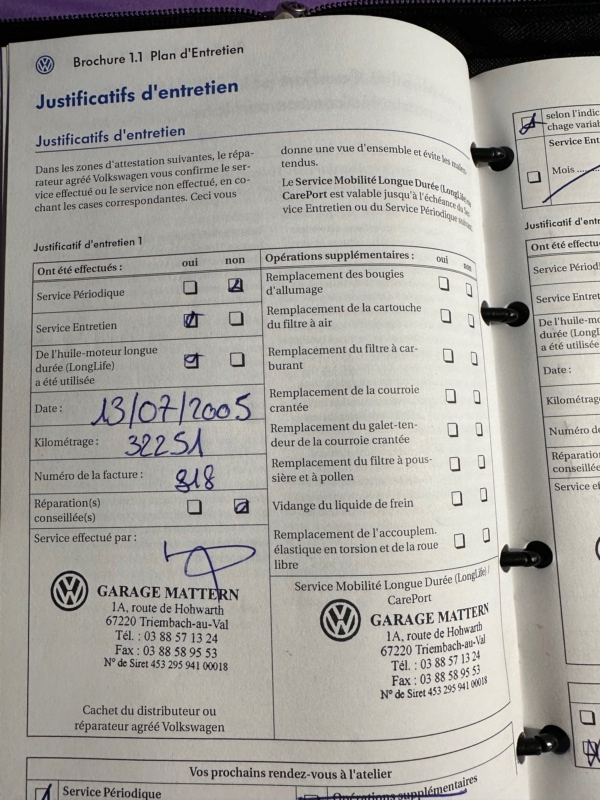 Brochure 1.1 Plan d'Entretien
Justificatifs d'entretien
Justificatifs d'entretien
Dans les zones d'attestation suivantes, le répa-
rateur agréé Volkswagen vous confirme le ser-
vice effectué ou le service non effectué, en co-
chant les cases correspondantes. Ceci vous
donne une vue d'ensemble et évite les malen-
tendus.
Le Service Mobilité Longue Durée (LongLife)
CarePort est valable jusqu'à l'échéance du Ser-
vice Entretien ou du Service Périodique suivant.
Justificatif d'entretien 1
Ont été effectués : oui non
Service Périodique
Service Entretien
De l'huile-moteur longue
durée (LongLife)
a été utilisée
Date : 13/07/2005
Kilométrage : 32251
Numéro de la facture : 318
Réparation(s)
conseillée(s)
Service effectué par :
GARAGE MATTERN
1A, route de Hohwarth
67220 Triembach-au-Val
Tél. : 03 88 57 13 24
Fax : 03 88 58 95 53
N° de Siret 453 295 941 00018
Cachet du distributeur ou
réparateur agréé Volkswagen
Opérations supplémentaires : oui non
Remplacement des bougies
d'allumage
Remplacement de la cartouche
du filtre à air
Remplacement du filtre à car-
burant
Remplacement de la courroie
crantée
Remplacement du galet-ten-
deur de la courroie crantée
Remplacement du filtre à pous-
sière et à pollen
Vidange du liquide de frein
Remplacement de l'accouplem.
élastique en torsion et de la roue
libre
Service Mobilité Longue Durée (LongLife) /
CarePort
GARAGE MATTERN
1A, route de Hohwarth
67220 Triembach-au-Val
Tél. : 03 88 57 13 24
Fax : 03 88 58 95 53
N° de Siret 453 295 941 00018
Vos prochains rendez-vous à l'atelier
Service Périodique
Opérations supplémentaires
selon l'indic
chage variab
Service Ent
Mois
Justificatif d'entr
Ont été effectu
Service Périod
Service Entret
De l'huile-mo
durée (LongL
a été utilisée
Date :
Kilométrage
Numéro de
Réparation
conseillée
Service ef